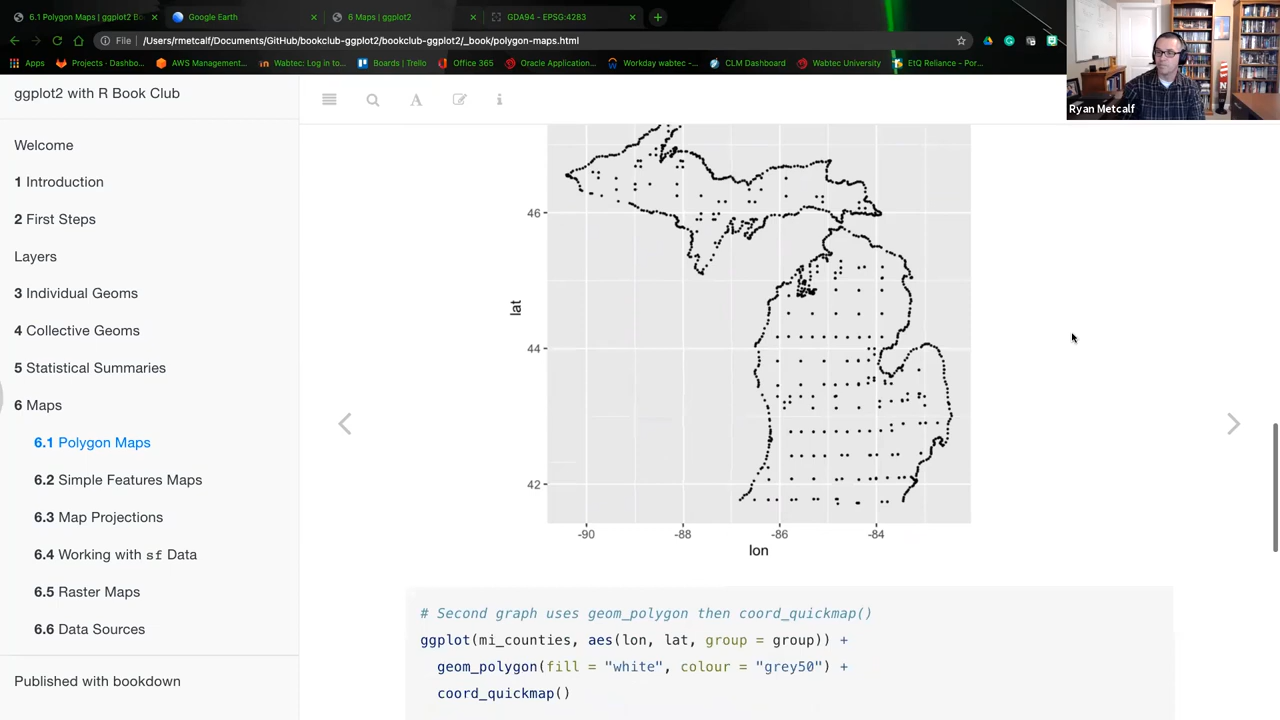 6.1 Polygon Maps | ggplot2 B
Google Earth
6 Maps | ggplot2
GDA94 - EPSG:4283
File
/Users/rmetcalf/Documents/GitHub/bookclub-ggplot2/bookclub-ggplot2/_book/polygon-maps.html
Apps
Projects · Dashbo...
AWS Management...
Wabtec: Log in to...
Boards | Trello
Office 365
Oracle Application...
Workday wabtec -...
CLM Dashboard
Wabtec University
EtQ Reliance - Por...
Ryan Metcalf
ggplot2 with R Book Club
Welcome
1 Introduction
2 First Steps
Layers
3 Individual Geoms
4 Collective Geoms
5 Statistical Summaries
6 Maps
6.1 Polygon Maps
6.2 Simple Features Maps
6.3 Map Projections
6.4 Working with sf Data
6.5 Raster Maps
6.6 Data Sources
Published with bookdown
46
lat
44
42
-90
-88
-86
-84
lon
# Second graph uses geom_polygon then coord_quickmap()
ggplot(mi_counties, aes(lon, lat, group = group)) +
geom_polygon(fill = "white", colour = "grey50") +
coord_quickmap()